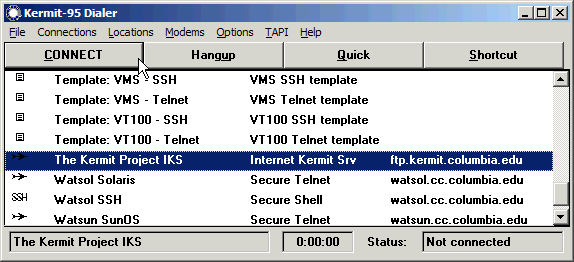 Kermit-95 Dialer
File Connections Locations Modems Options TAPI Help
CONNECT Hangup Quick Shortcut
Template: VMS - SSH VMS SSH template
Template: VMS - Telnet VMS Telnet template
Template: VT100 - SSH VT100 SSH template
Template: VT100 - Telnet VT100 Telnet template
The Kermit Project IKS Internet Kermit Srv ftp.kermit.columbia.edu
Watsol Solaris Secure Telnet watsol.cc.columbia.edu
SSH Watsol SSH Secure Shell watsol.cc.columbia.edu
Watsun SunOS Secure Telnet watsun.cc.columbia.edu
The Kermit Project IKS 0:00:00 Status: Not connected